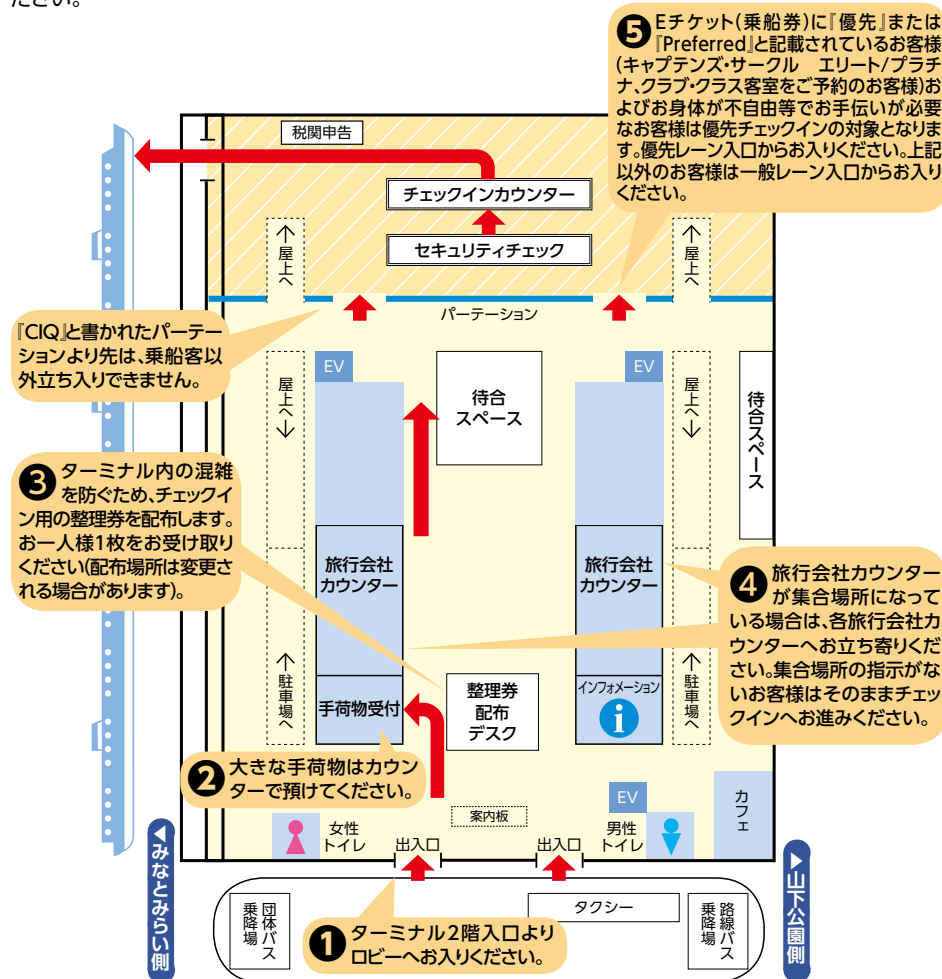 ださい。
❺ Eチケット(乗船券)に『優先』または
『Preferred』と記載されているお客様
(キャプテンズ・サークル　エリート/プラチ
ナ、クラブ・クラス客室をご予約のお客様)お
よびお身体が不自由等でお手伝いが必要
なお客様は優先チェックインの対象となりま
す。優先レーン入口からお入りください。上記
以外のお客様は一般レーン入口からお入り
ください。
税関申告
チェックインカウンター
セキュリティチェック
↑屋上へ
↑屋上へ
パーテーション
『CIQ』と書かれたパーテー
ションより先は、乗船客以
外立ち入りできません。
EV
EV
屋上へ↓
待合
スペース
屋上へ↓
待合スペース
❸ ターミナル内の混雑
を防ぐため、チェックイ
ン用の整理券を配布します。
お一人様1枚をお受け取り
ください(配布場所は変更さ
れる場合があります)。
旅行会社
カウンター
旅行会社
カウンター
❹ 旅行会社カウンター
が集合場所になって
いる場合は、各旅行会社カ
ウンターへお立ち寄りくだ
さい。集合場所の指示がな
いお客様はそのままチェッ
クインへお進みください。
↑駐車場へ
手荷物受付
整理券
配布
デスク
インフォメーション
i
↑駐車場へ
❷ 大きな手荷物はカウン
ターで預けてください。
案内板
EV
カフェ
女性
トイレ
出入口
出入口
男性
トイレ
◀みなとみらい側
▶山下公園側
団体バス
乗降場
❶ ターミナル2階入口より
ロビーへお入りください。
タクシー
路線バス
乗降場